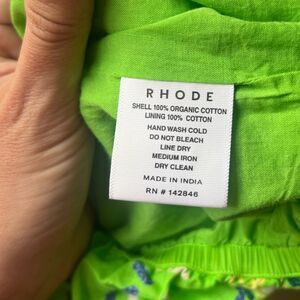 RHODE
SHELL 100% ORGANIC COTTON
LINING 100% COTTON
HAND WASH COLD
DO NOT BLEACH
LINE DRY
MEDIUM IRON
DRY CLEAN
MADE IN INDIA
RN # 142846